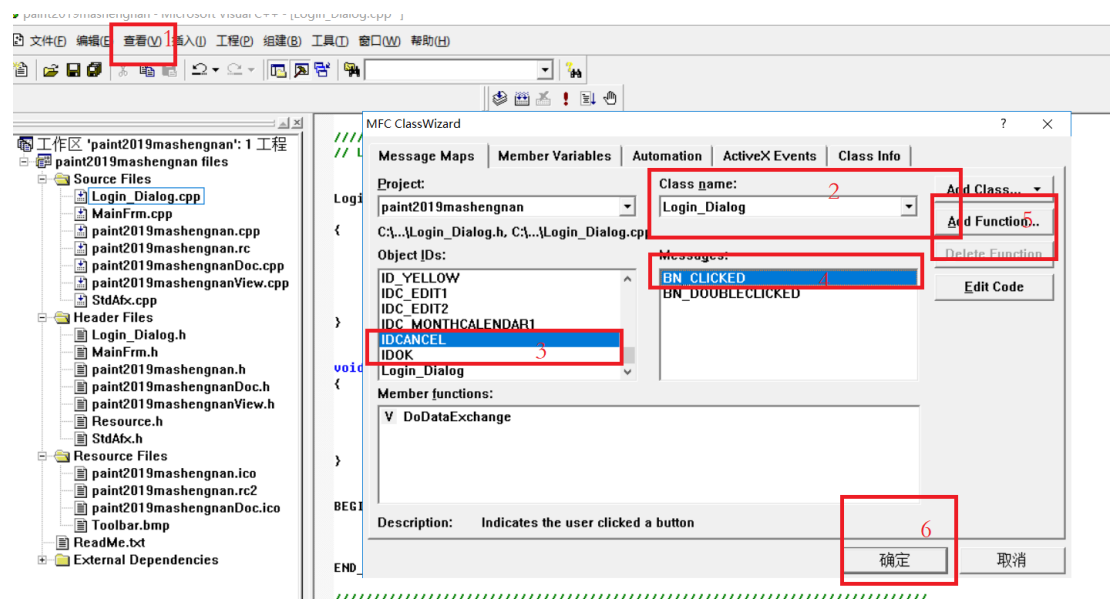 paint2019mashengnan - Microsoft Visual C++ - [Login_Dialog.cpp *]
文件(F) 编辑(E 查看(V) 1 插入(I) 工程(P) 组建(B) 工具(T) 窗口(W) 帮助(H)
工作区 'paint2019mashengnan': 1 工程
paint2019mashengnan files
Source Files
Login_Dialog.cpp
MainFrm.cpp
paint2019mashengnan.cpp
paint2019mashengnan.rc
paint2019mashengnanDoc.cpp
paint2019mashengnanView.cpp
StdAfx.cpp
Header Files
Login_Dialog.h
MainFrm.h
paint2019mashengnan.h
paint2019mashengnanDoc.h
paint2019mashengnanView.h
Resource.h
StdAfx.h
Resource Files
paint2019mashengnan.ico
paint2019mashengnan.rc2
paint2019mashengnanDoc.ico
Toolbar.bmp
ReadMe.txt
External Dependencies
////
// L
Logi
{
}
void
{
}
BEGI
END_
////////////////////////////////////////////////////////////////////////////
MFC ClassWizard ? ×
Message Maps Member Variables Automation ActiveX Events Class Info
Project: Class name: 2
paint2019mashengnan Login_Dialog
Add Class...
Add Function... 5
Delete Function
Edit Code
C:\...\Login_Dialog.h, C:\...\Login_Dialog.cpp
Object IDs: Messages:
ID_YELLOW
IDC_EDIT1
IDC_EDIT2
IDC_MONTHCALENDAR1
IDCANCEL
IDOK 3
Login_Dialog
BN_CLICKED 4
BN_DOUBLECLICKED
Member functions:
V DoDataExchange
Description: Indicates the user clicked a button
6
确定 取消